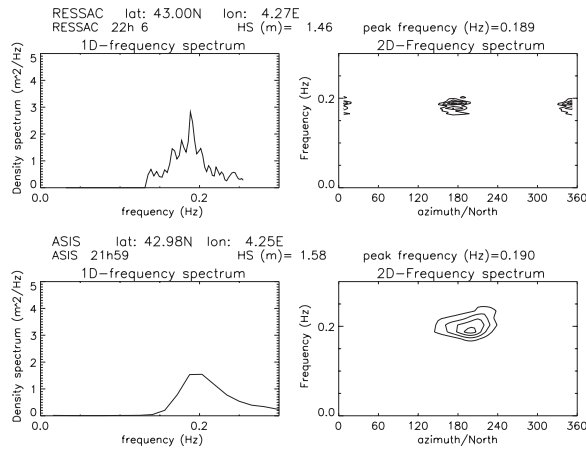 RESSAC lat: 43.00N lon: 4.27E
RESSAC 22h 6 HS (m)= 1.46 peak frequency (Hz)=0.189
1D-frequency spectrum
Density spectrum (m^2/Hz)
5
4
3
2
1
0
0.0 0.2
frequency (Hz)
2D-Frequency spectrum
Frequency (Hz)
0.2
0.0
0 60 120 180 240 300 360
azimuth/North
ASIS lat: 42.98N lon: 4.25E
ASIS 21h59 HS (m)= 1.58 peak frequency (Hz)=0.190
1D-frequency spectrum
Density spectrum (m^2/Hz)
5
4
3
2
1
0
0.0 0.2
frequency (Hz)
2D-Frequency spectrum
Frequency (Hz)
0.2
0.0
0 60 120 180 240 300 360
azimuth/North